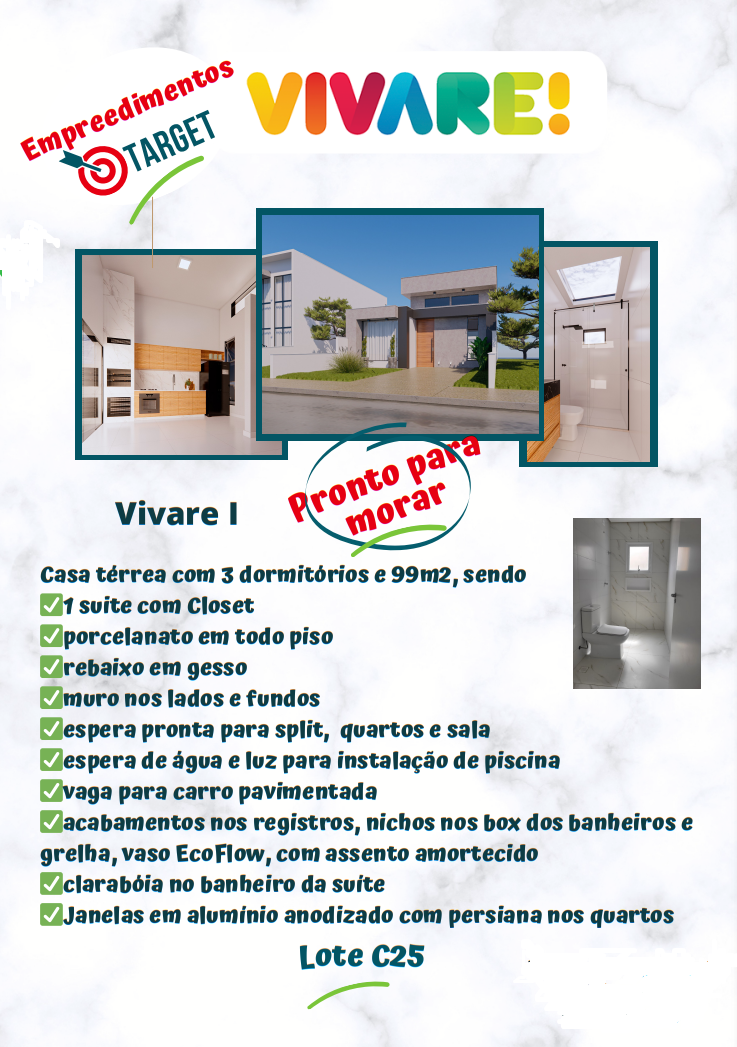 Empreedimentos
TARGET
VIVARE!
Pronto para
morar
Vivare I
Casa térrea com 3 dormitórios e 99m2, sendo
✅1 suite com Closet
✅porcelanato em todo piso
✅rebaixo em gesso
✅muro nos lados e fundos
✅espera pronta para split, quartos e sala
✅espera de água e luz para instalação de piscina
✅vaga para carro pavimentada
✅acabamentos nos registros, nichos nos box dos banheiros e
grelha, vaso EcoFlow, com assento amortecido
✅clarabóia no banheiro da suíte
✅Janelas em alumínio anodizado com persiana nos quartos
Lote C25